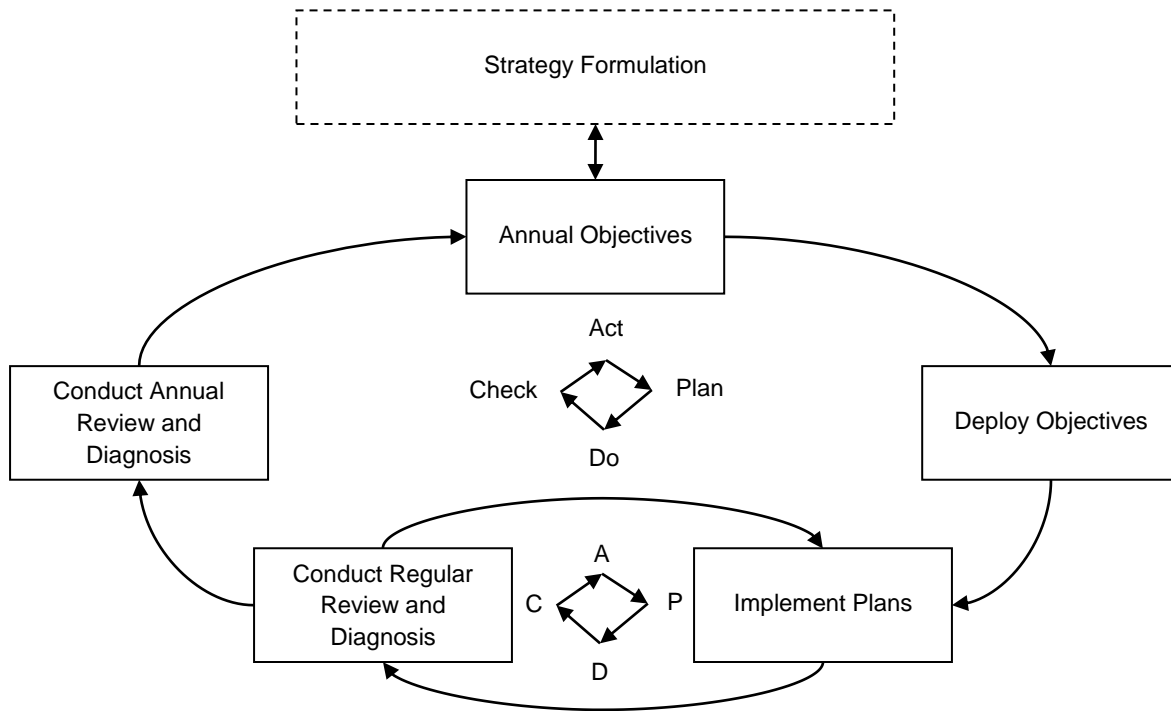 Strategy Formulation
Annual Objectives
Act
Check
Plan
Do
Conduct Annual
Review and
Diagnosis
Deploy Objectives
Conduct Regular
Review and
Diagnosis
A
C
P
D
Implement Plans